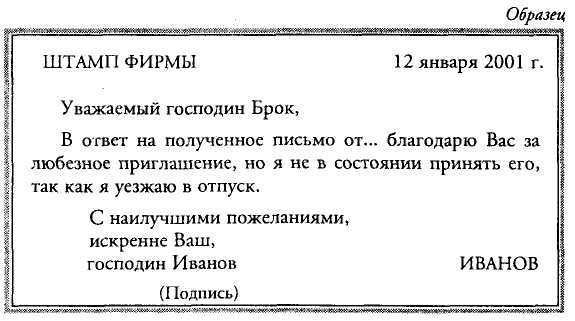 Образец
ШТАМП ФИРМЫ 12 января 2001 г.
Уважаемый господин Брок,
В ответ на полученное письмо от... благодарю Вас за
любезное приглашение, но я не в состоянии принять его,
так как я уезжаю в отпуск.
С наилучшими пожеланиями,
искренне Ваш,
господин Иванов ИВАНОВ
(Подпись)